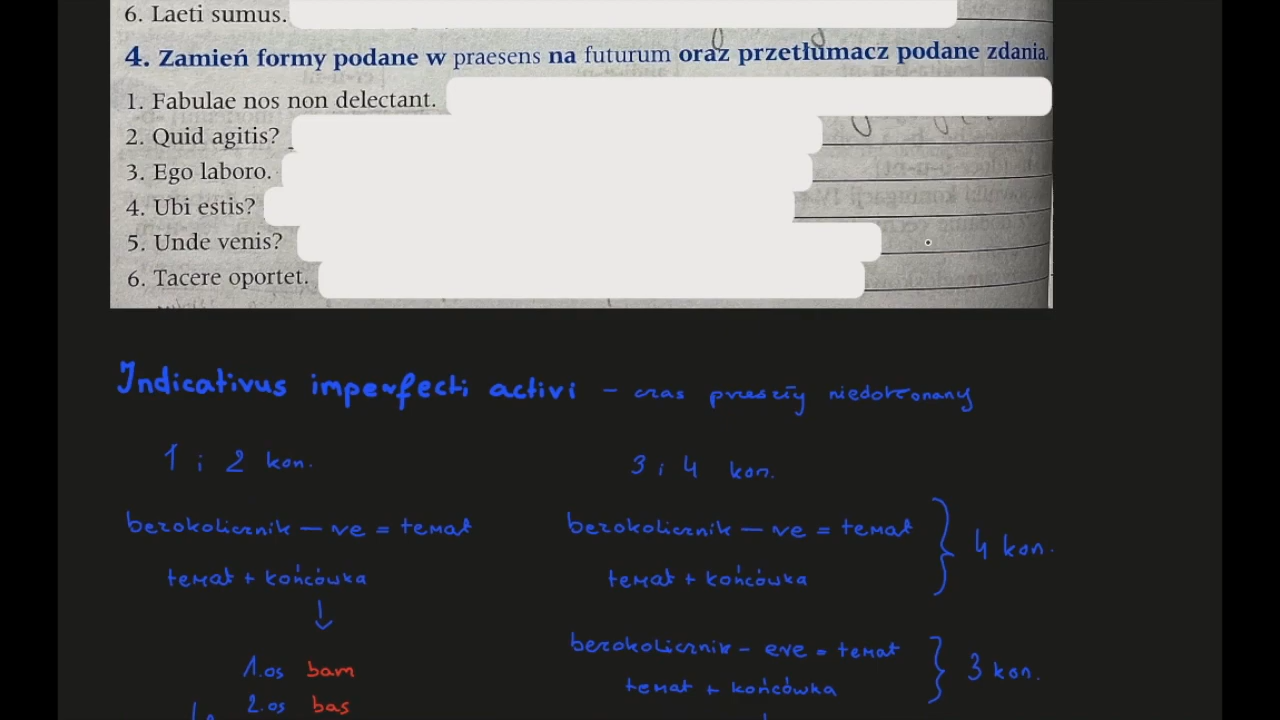 6. Laeti sumus.
4. Zamień formy podane w praesens na futurum oraz przetłumacz podane zdania.
1. Fabulae nos non delectant.
2. Quid agitis?
3. Ego laboro.
4. Ubi estis?
5. Unde venis?
6. Tacere oportet.
Indicativus imperfecti activi – czas przeszły niedokonany
1 i 2 kon.
3 i 4 kon.
bezokolicznik – re = temat
temat + końcówka
bezokolicznik – re = temat
temat + końcówka
4 kon.
bezokolicznik – ere = temat
temat + końcówka
3 kon.
1.os bam
2.os bas